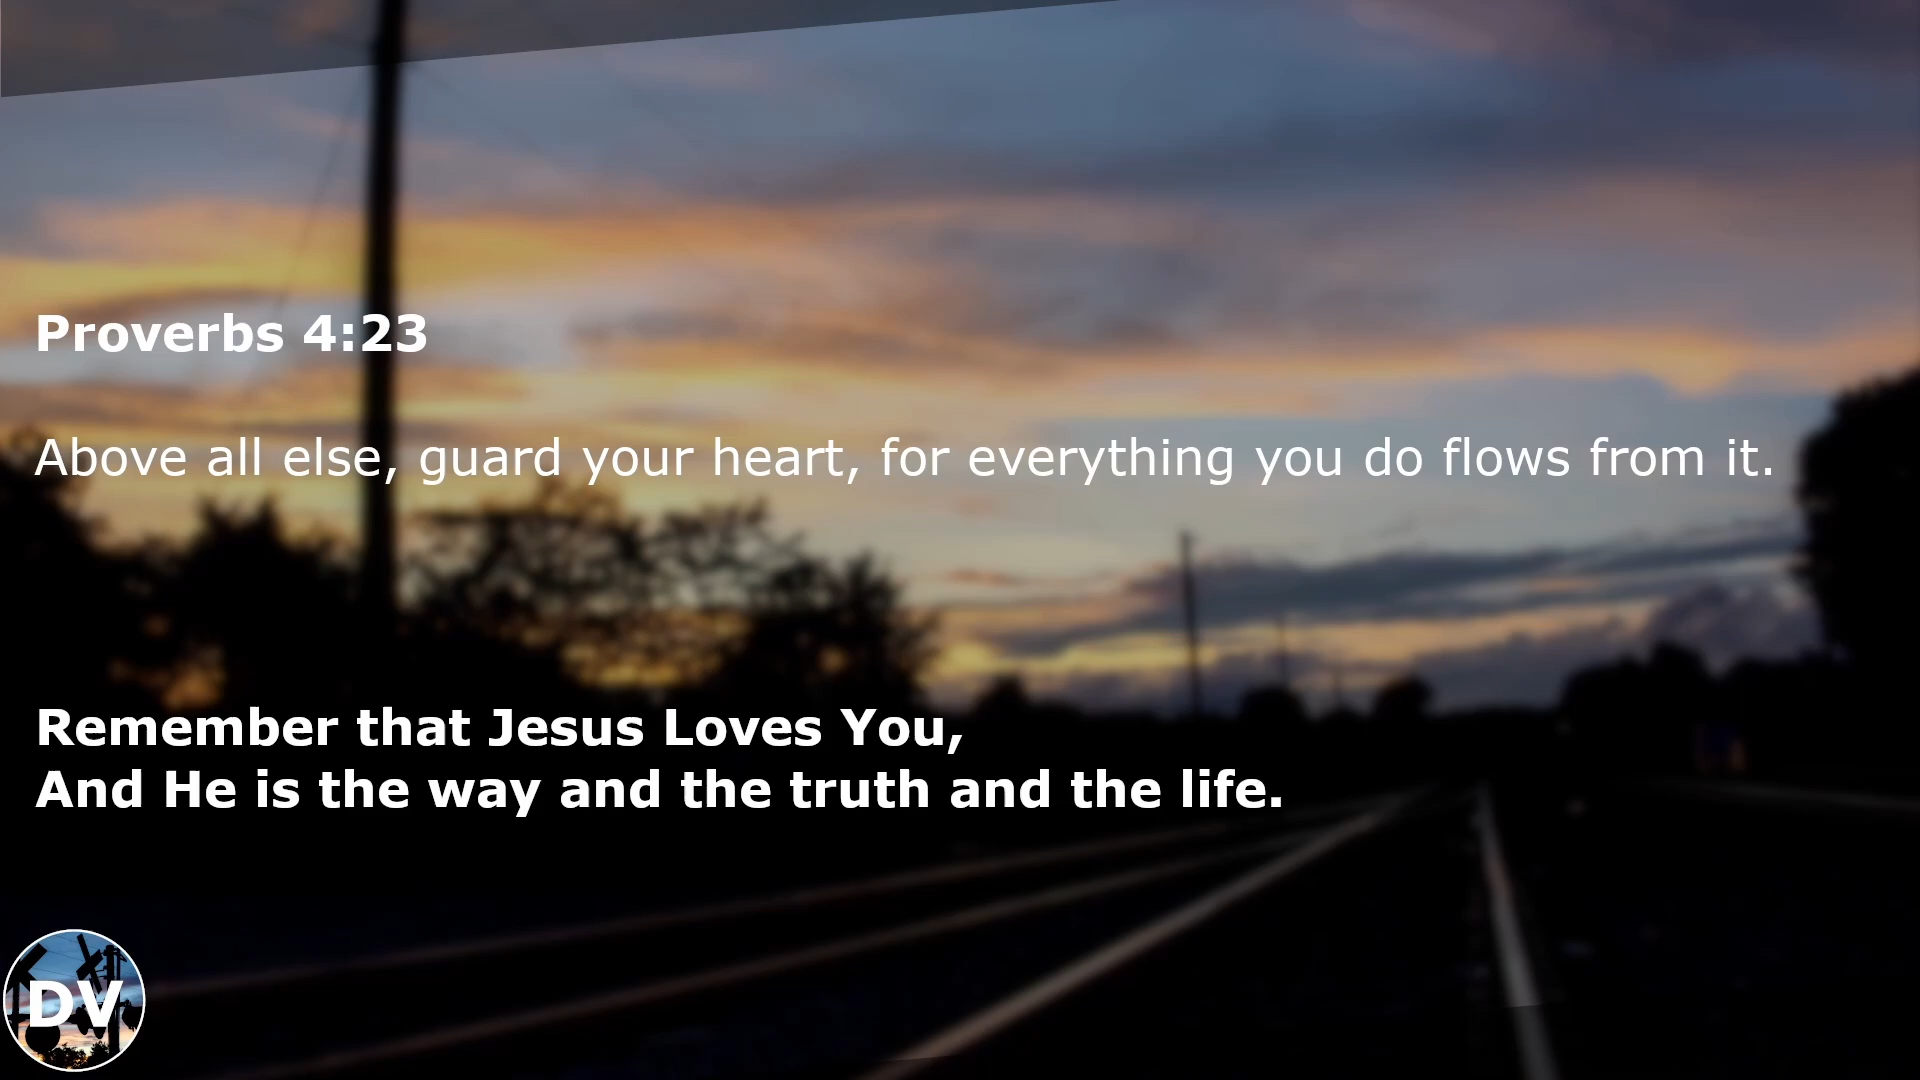 Proverbs 4:23
Above all else, guard your heart, for everything you do flows from it.
Remember that Jesus Loves You,
And He is the way and the truth and the life.
DV